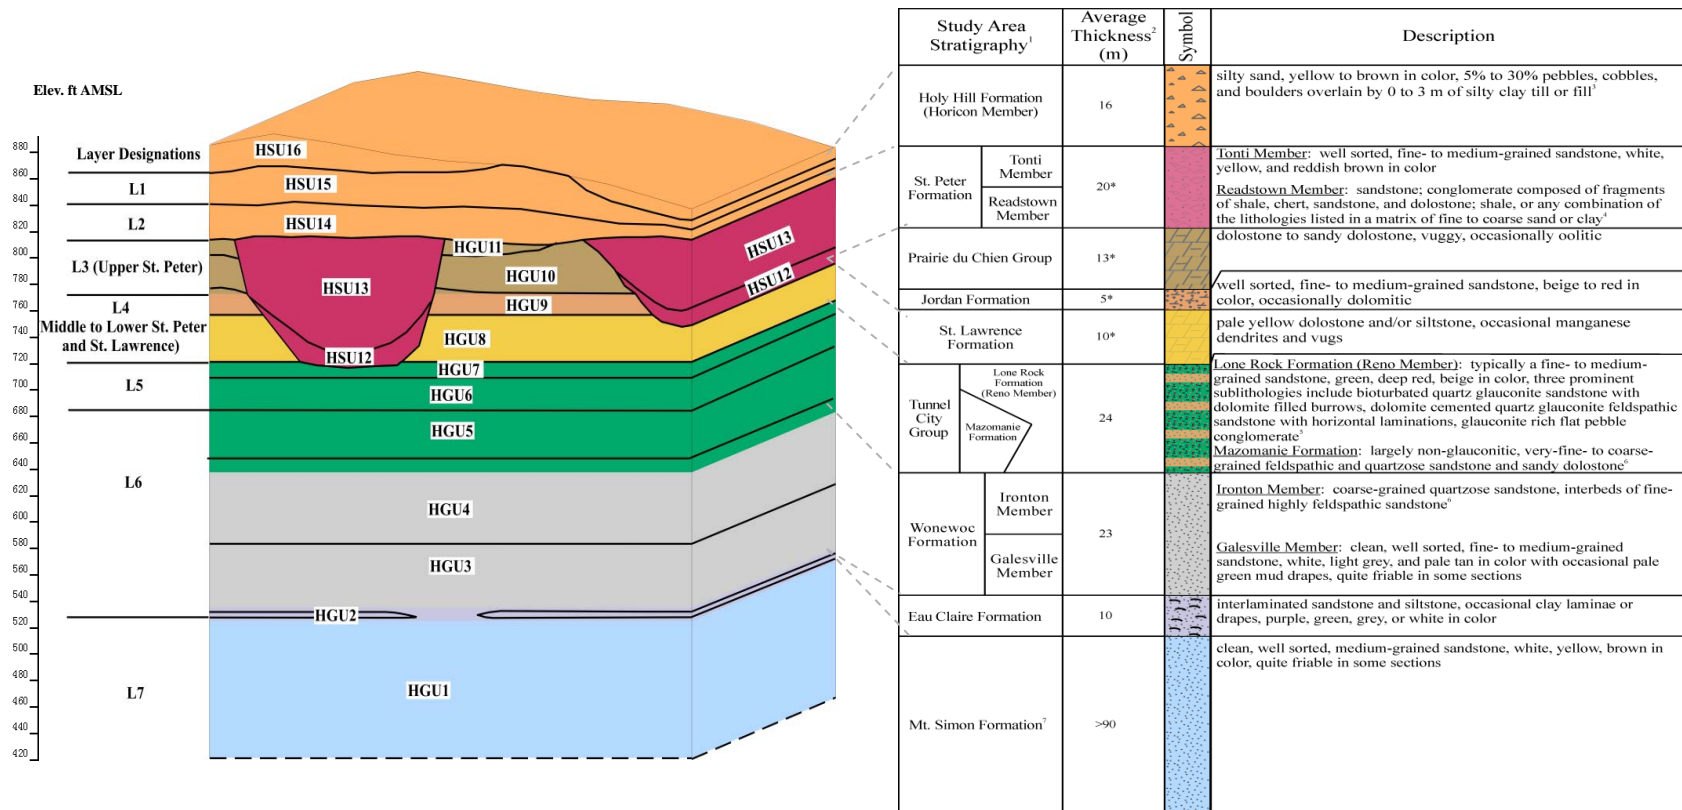 Elev. ft AMSL
880
860
840
820
800
780
760
740
720
700
680
660
640
620
600
580
560
540
520
500
480
460
440
420
Layer Designations
L1
L2
L3 (Upper St. Peter)
L4
Middle to Lower St. Peter
and St. Lawrence)
L5
L6
L7
HSU16
HSU15
HSU14
HGU11
HSU13
HGU10
HSU13
HSU12
HGU9
HGU8
HSU12
HGU7
HGU6
HGU5
HGU4
HGU3
HGU2
HGU1
Study Area
Stratigraphy1
Average
Thickness2
(m)
Symbol
Description
Holy Hill Formation
(Horicon Member)
16
silty sand, yellow to brown in color, 5% to 30% pebbles, cobbles,
and boulders overlain by 0 to 3 m of silty clay till or fill3
St. Peter
Formation
Tonti
Member
Readstown
Member
20*
Tonti Member: well sorted, fine- to medium-grained sandstone, white,
yellow, and reddish brown in color
Readstown Member: sandstone; conglomerate composed of fragments
of shale, chert, sandstone, and dolostone; shale, or any combination of
the lithologies listed in a matrix of fine to coarse sand or clay4
Prairie du Chien Group
13*
dolostone to sandy dolostone, vuggy, occasionally oolitic
Jordan Formation
5*
well sorted, fine- to medium-grained sandstone, beige to red in
color, occasionally dolomitic
St. Lawrence
Formation
10*
pale yellow dolostone and/or siltstone, occasional manganese
dendrites and vugs
Tunnel
City
Group
Lone Rock
Formation
(Reno Member)
Mazomanie
Formation
24
Lone Rock Formation (Reno Member): typically a fine- to medium-
grained sandstone, green, deep red, beige in color, three prominent
sublithologies include bioturbated quartz glauconite sandstone with
dolomite filled burrows, dolomite cemented quartz glauconite feldspathic
sandstone with horizontal laminations, glauconite rich flat pebble
conglomerate5
Mazomanie Formation: largely non-glauconitic, very-fine- to coarse-
grained feldspathic and quartzose sandstone and sandy dolostone6
Wonewoc
Formation
Ironton
Member
Galesville
Member
23
Ironton Member: coarse-grained quartzose sandstone, interbeds of fine-
grained highly feldspathic sandstone6
Galesville Member: clean, well sorted, fine- to medium-grained
sandstone, white, light grey, and pale tan in color with occasional pale
green mud drapes, quite friable in some sections
Eau Claire Formation
10
interlaminated sandstone and siltstone, occasional clay laminae or
drapes, purple, green, grey, or white in color
Mt. Simon Formation7
>90
clean, well sorted, medium-grained sandstone, white, yellow, brown in
color, quite friable in some sections